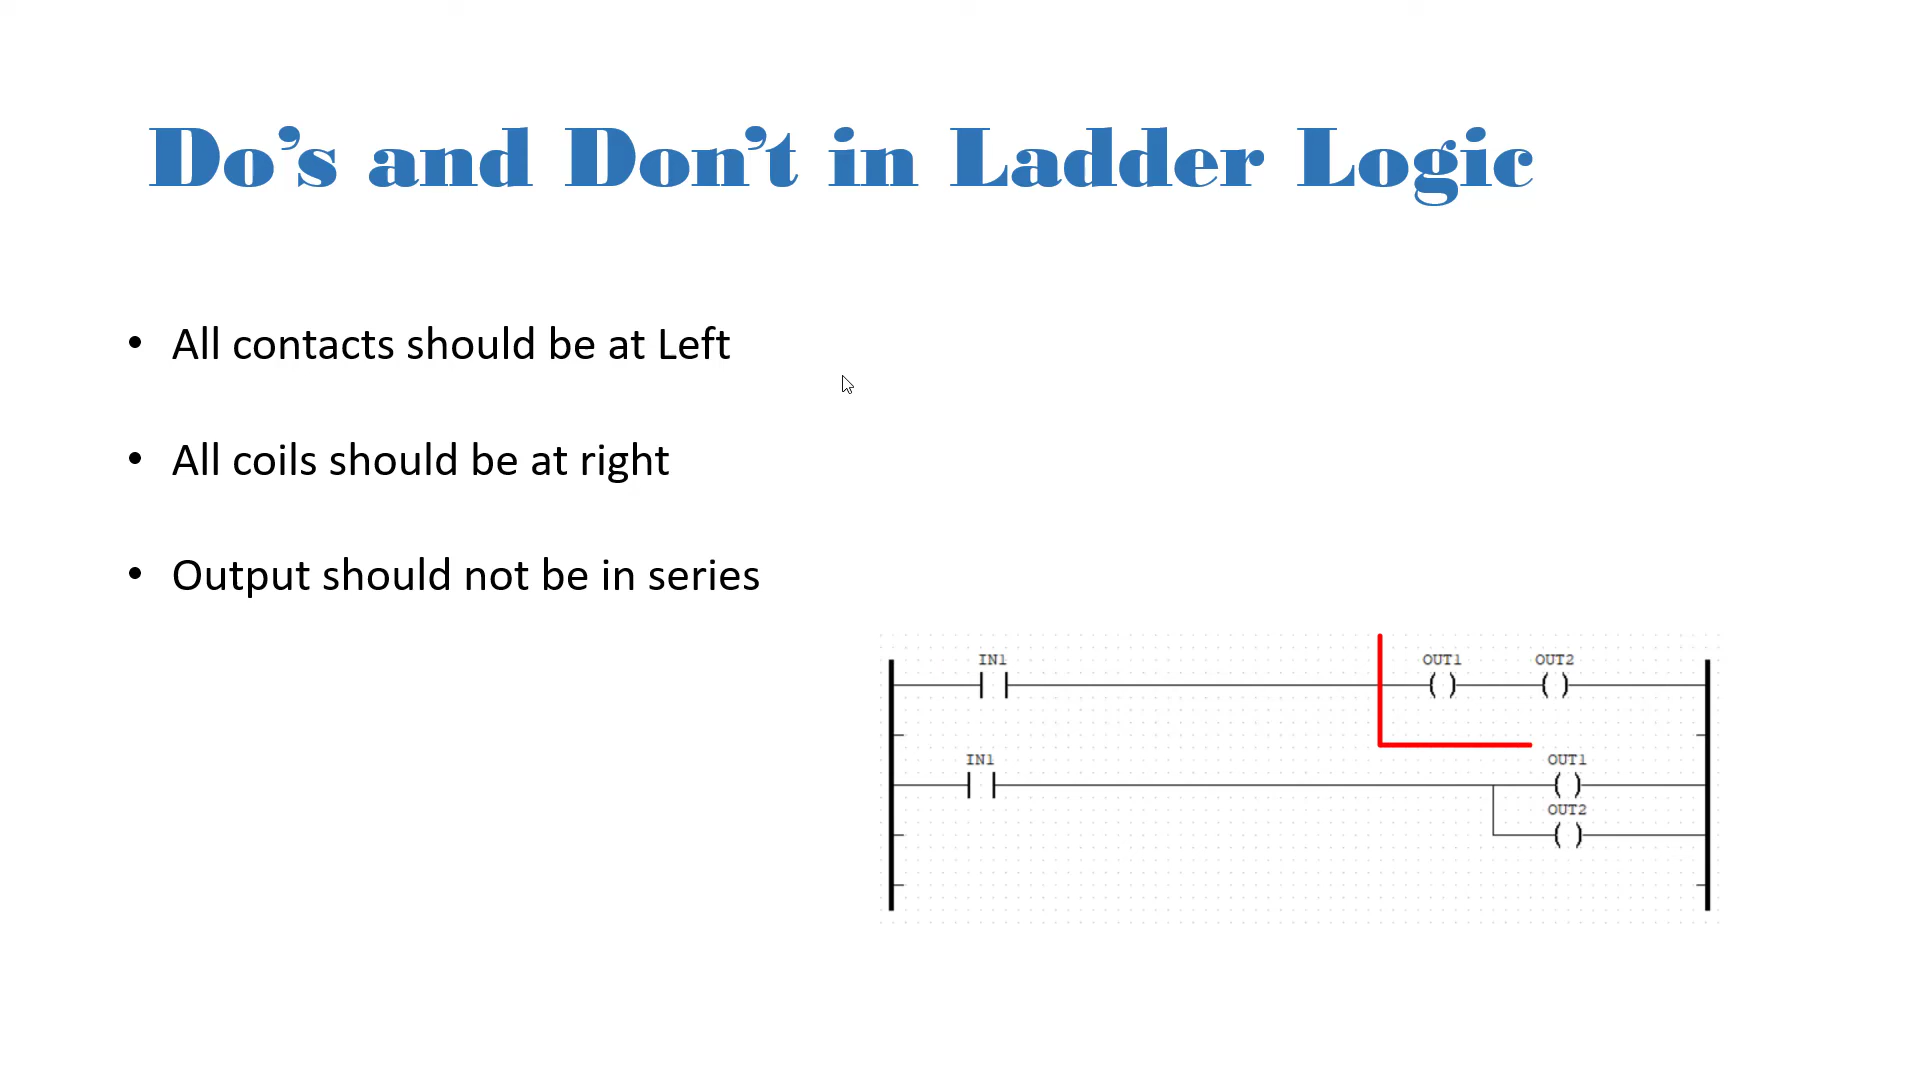 Do’s and Don’t in Ladder Logic
• All contacts should be at Left
• All coils should be at right
• Output should not be in series
IN1 OUT1 OUT2
IN1 OUT1
OUT2